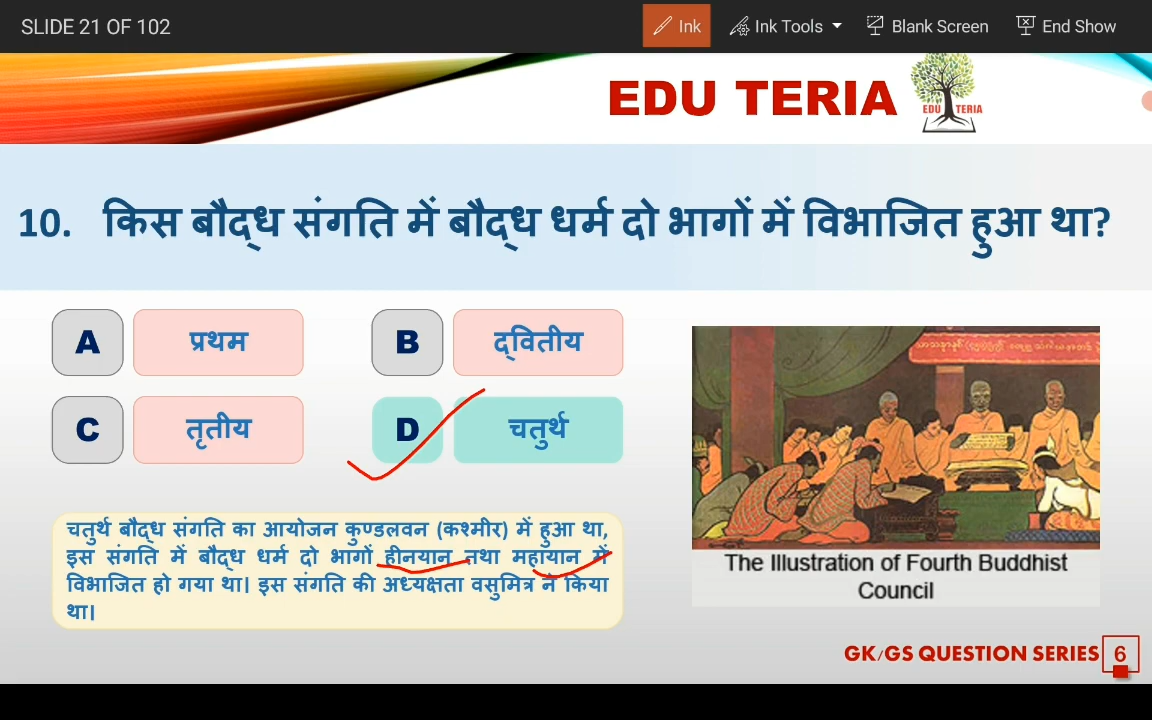 SLIDE 21 OF 102 Ink Ink Tools Blank Screen End Show
EDU TERIA
EDU TERIA
10. किस बौद्ध संगति में बौद्ध धर्म दो भागों में विभाजित हुआ था?
A प्रथम B द्वितीय
C तृतीय D चतुर्थ
चतुर्थ बौद्ध संगति का आयोजन कुण्डलवन (कश्मीर) में हुआ था,
इस संगति में बौद्ध धर्म दो भागों हीनयान तथा महायान में
विभाजित हो गया था। इस संगति की अध्यक्षता वसुमित्र ने किया
था।
The Illustration of Fourth Buddhist
Council
GK/GS QUESTION SERIES 6